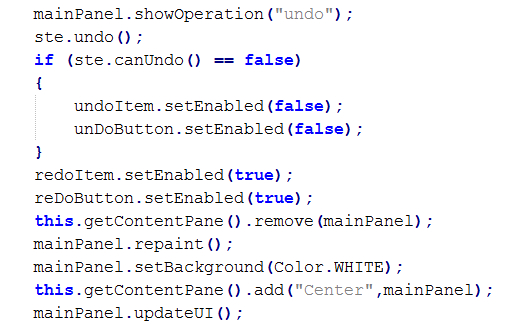 mainPanel.showOperation("undo");
ste.undo();
if (ste.canUndo() == false)
{
    undoItem.setEnabled(false);
    unDoButton.setEnabled(false);
}
redoItem.setEnabled(true);
reDoButton.setEnabled(true);
this.getContentPane().remove(mainPanel);
mainPanel.repaint();
mainPanel.setBackground(Color.WHITE);
this.getContentPane().add("Center",mainPanel);
mainPanel.updateUI();